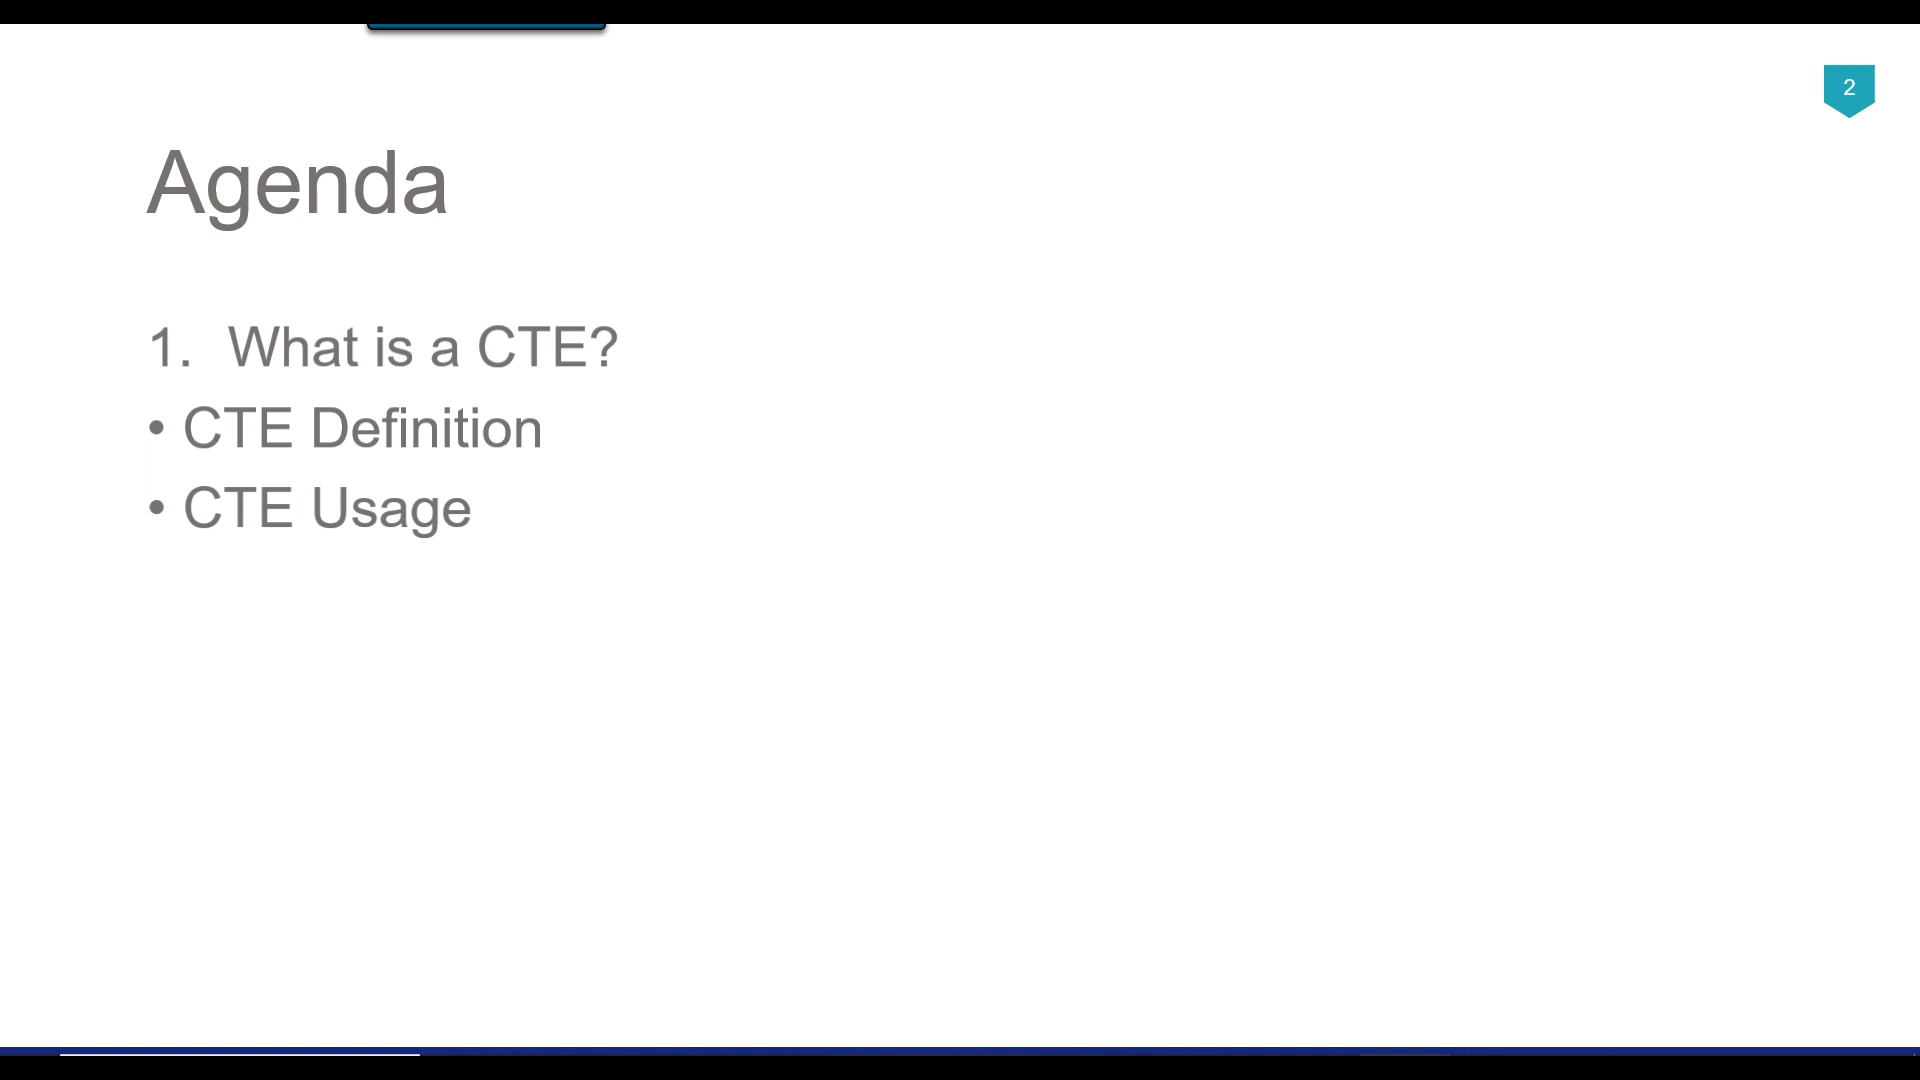 2
Agenda
1. What is a CTE?
• CTE Definition
• CTE Usage